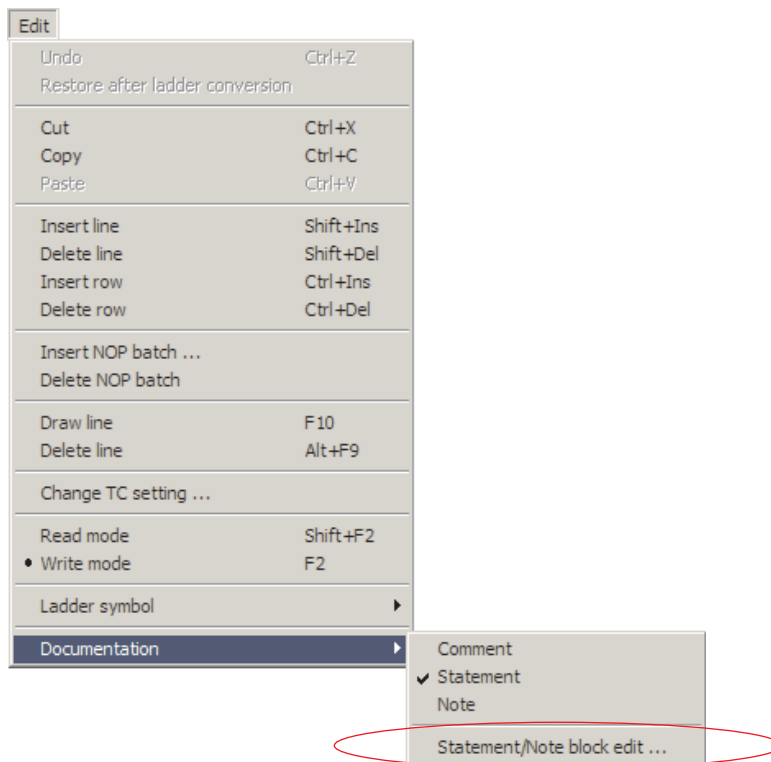 Edit
Undo Ctrl+Z
Restore after ladder conversion
Cut Ctrl+X
Copy Ctrl+C
Paste Ctrl+V
Insert line Shift+Ins
Delete line Shift+Del
Insert row Ctrl+Ins
Delete row Ctrl+Del
Insert NOP batch ...
Delete NOP batch
Draw line F10
Delete line Alt+F9
Change TC setting ...
Read mode Shift+F2
Write mode F2
Ladder symbol
Documentation
Comment
Statement
Note
Statement/Note block edit ...